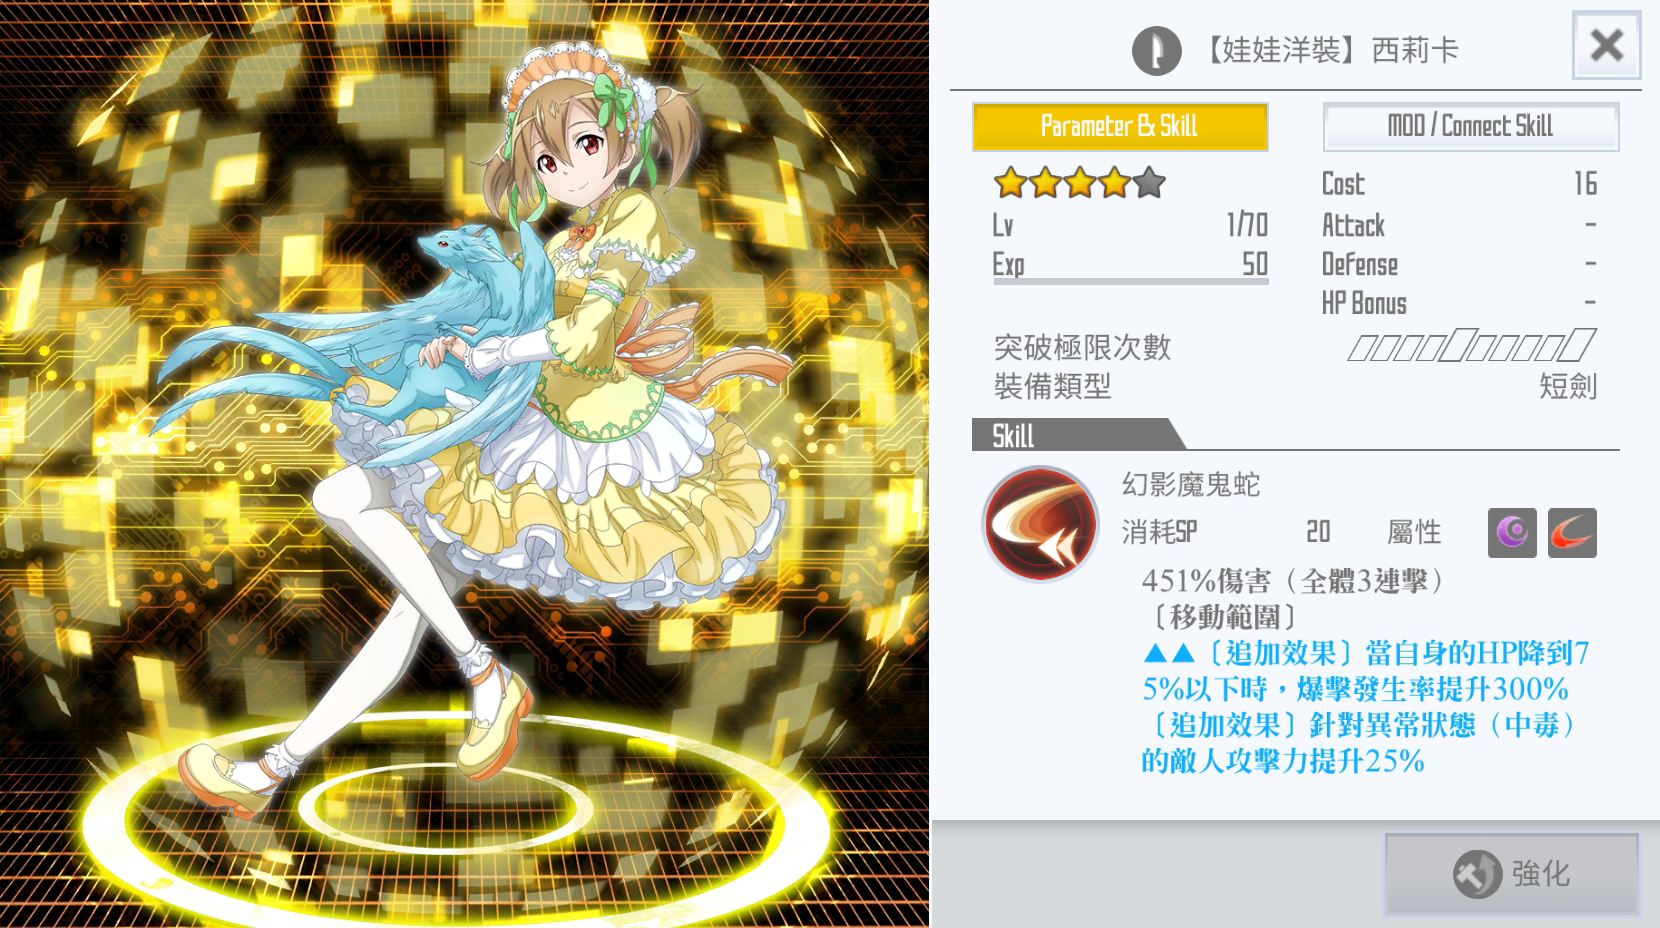 【娃娃洋裝】西莉卡
Parameter & Skill
MOD / Connect Skill
Lv 1/70
Exp 50
Cost 16
Attack -
Defense -
HP Bonus -
突破極限次數
裝備類型 短劍
Skill
幻影魔鬼蛇
消耗SP 20 屬性
451%傷害（全體3連擊）
〔移動範圍〕
▲▲〔追加效果〕當自身的HP降到7
5%以下時，爆擊發生率提升300%
〔追加效果〕針對異常狀態（中毒）
的敵人攻擊力提升25%
強化